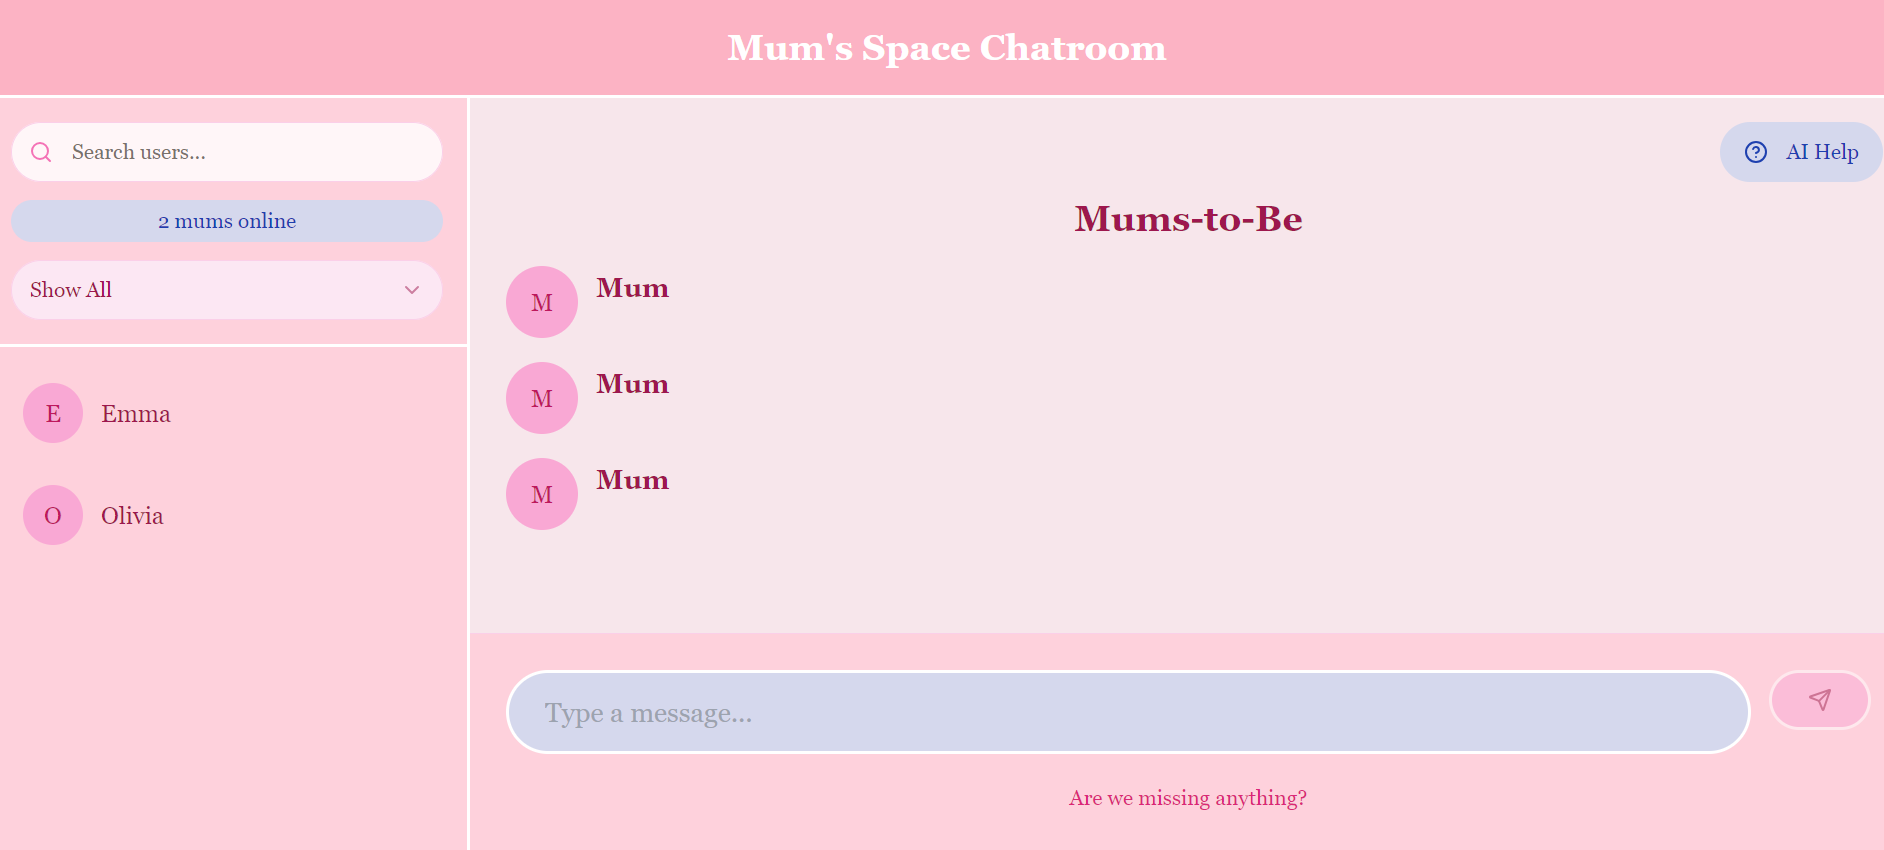 Mum's Space Chatroom
Search users...
2 mums online
Show All
E
Emma
O
Olivia
AI Help
Mums-to-Be
M
Mum
M
Mum
M
Mum
Type a message...
Are we missing anything?